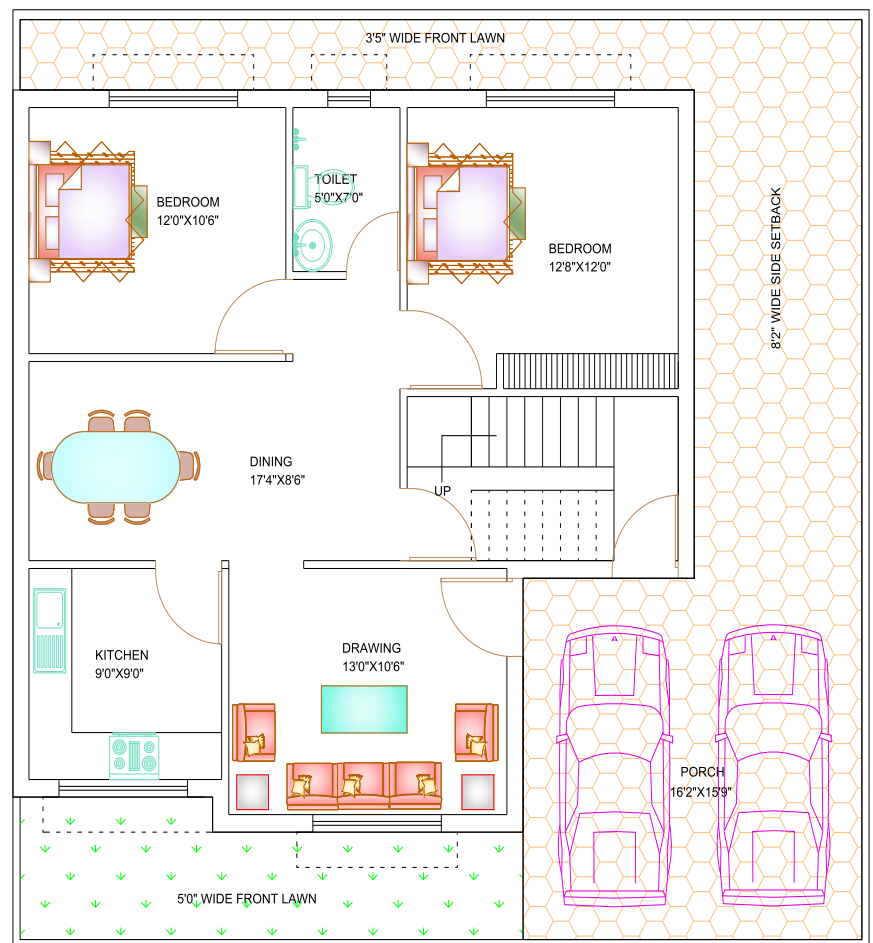 3'5" WIDE FRONT LAWN
TOILET
5'0"X7'0"
BEDROOM
12'0"X10'6"
BEDROOM
12'8"X12'0"
8'2" WIDE SIDE SETBACK
DINING
17'4"X8'6"
UP
KITCHEN
9'0"X9'0"
DRAWING
13'0"X10'6"
PORCH
16'2"X15'9"
5'0" WIDE FRONT LAWN